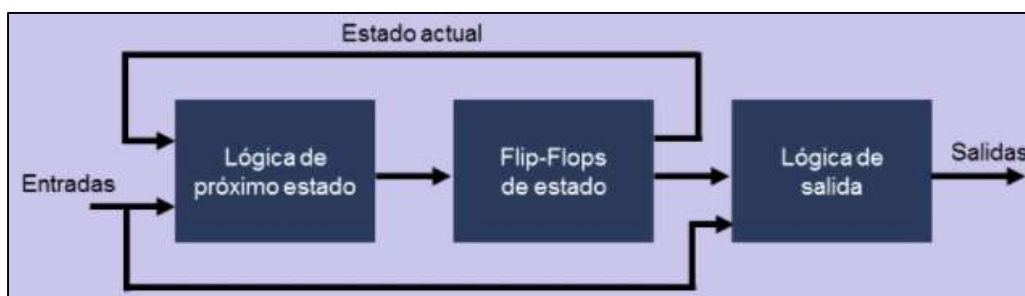 Estado actual
Entradas
Lógica de
próximo estado
Flip-Flops
de estado
Lógica de
salida
Salidas